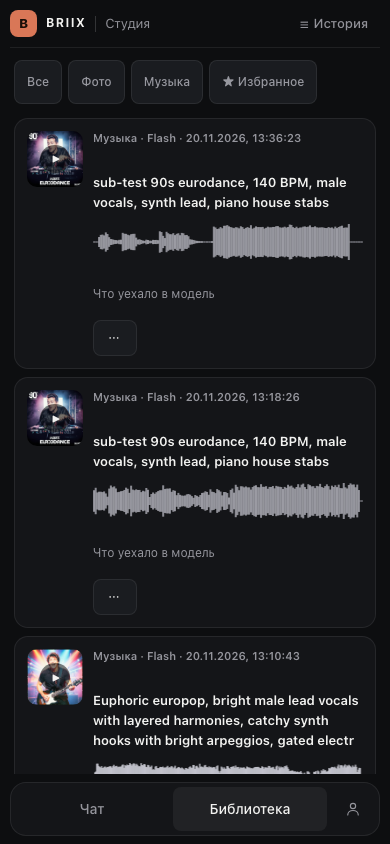 B BRIIX Студия ≡ История
Все Фото Музыка ★ Избранное
Музыка · Flash · 20.11.2026, 13:36:23
sub-test 90s eurodance, 140 BPM, male
vocals, synth lead, piano house stabs
Что уехало в модель
...
Музыка · Flash · 20.11.2026, 13:18:26
sub-test 90s eurodance, 140 BPM, male
vocals, synth lead, piano house stabs
Что уехало в модель
...
Музыка · Flash · 20.11.2026, 13:10:43
Euphoric europop, bright male lead vocals
with layered harmonies, catchy synth
hooks with bright arpeggios, gated electr
Чат Библиотека